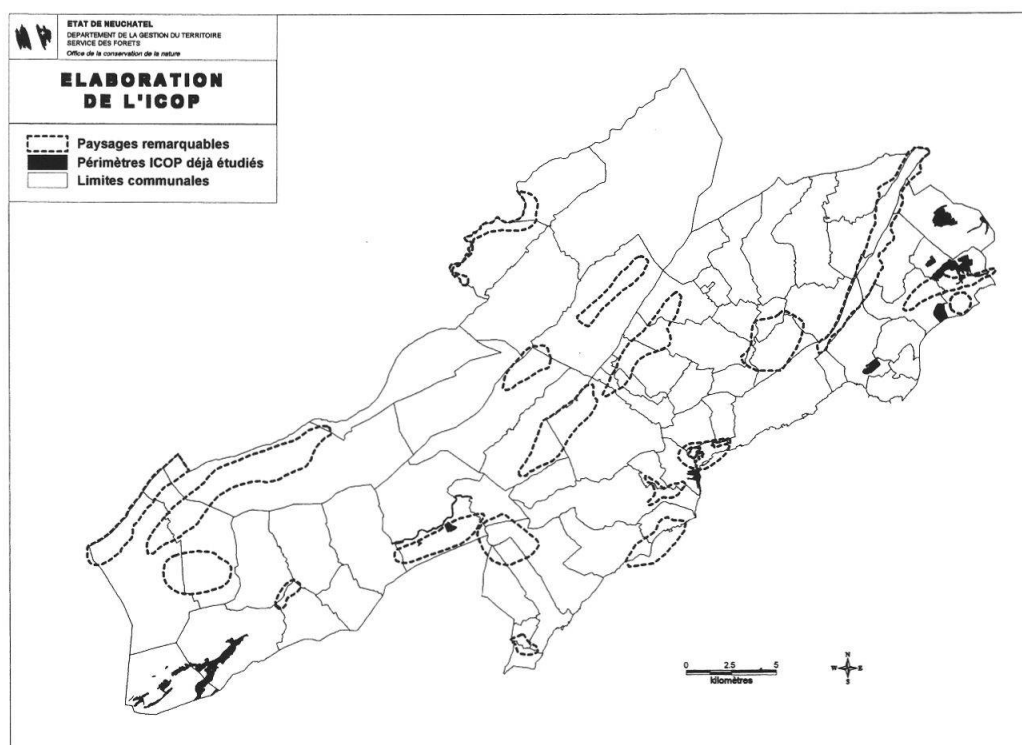 ETAT DE NEUCHATEL
DEPARTEMENT DE LA GESTION DU TERRITOIRE
SERVICE DES FORETS
Office de la conservation de la nature
ELABORATION
DE L'ICOP
Paysages remarquables
Périmètres ICOP déjà étudiés
Limites communales
0 2.5 5
kilomètres
N
W E
S